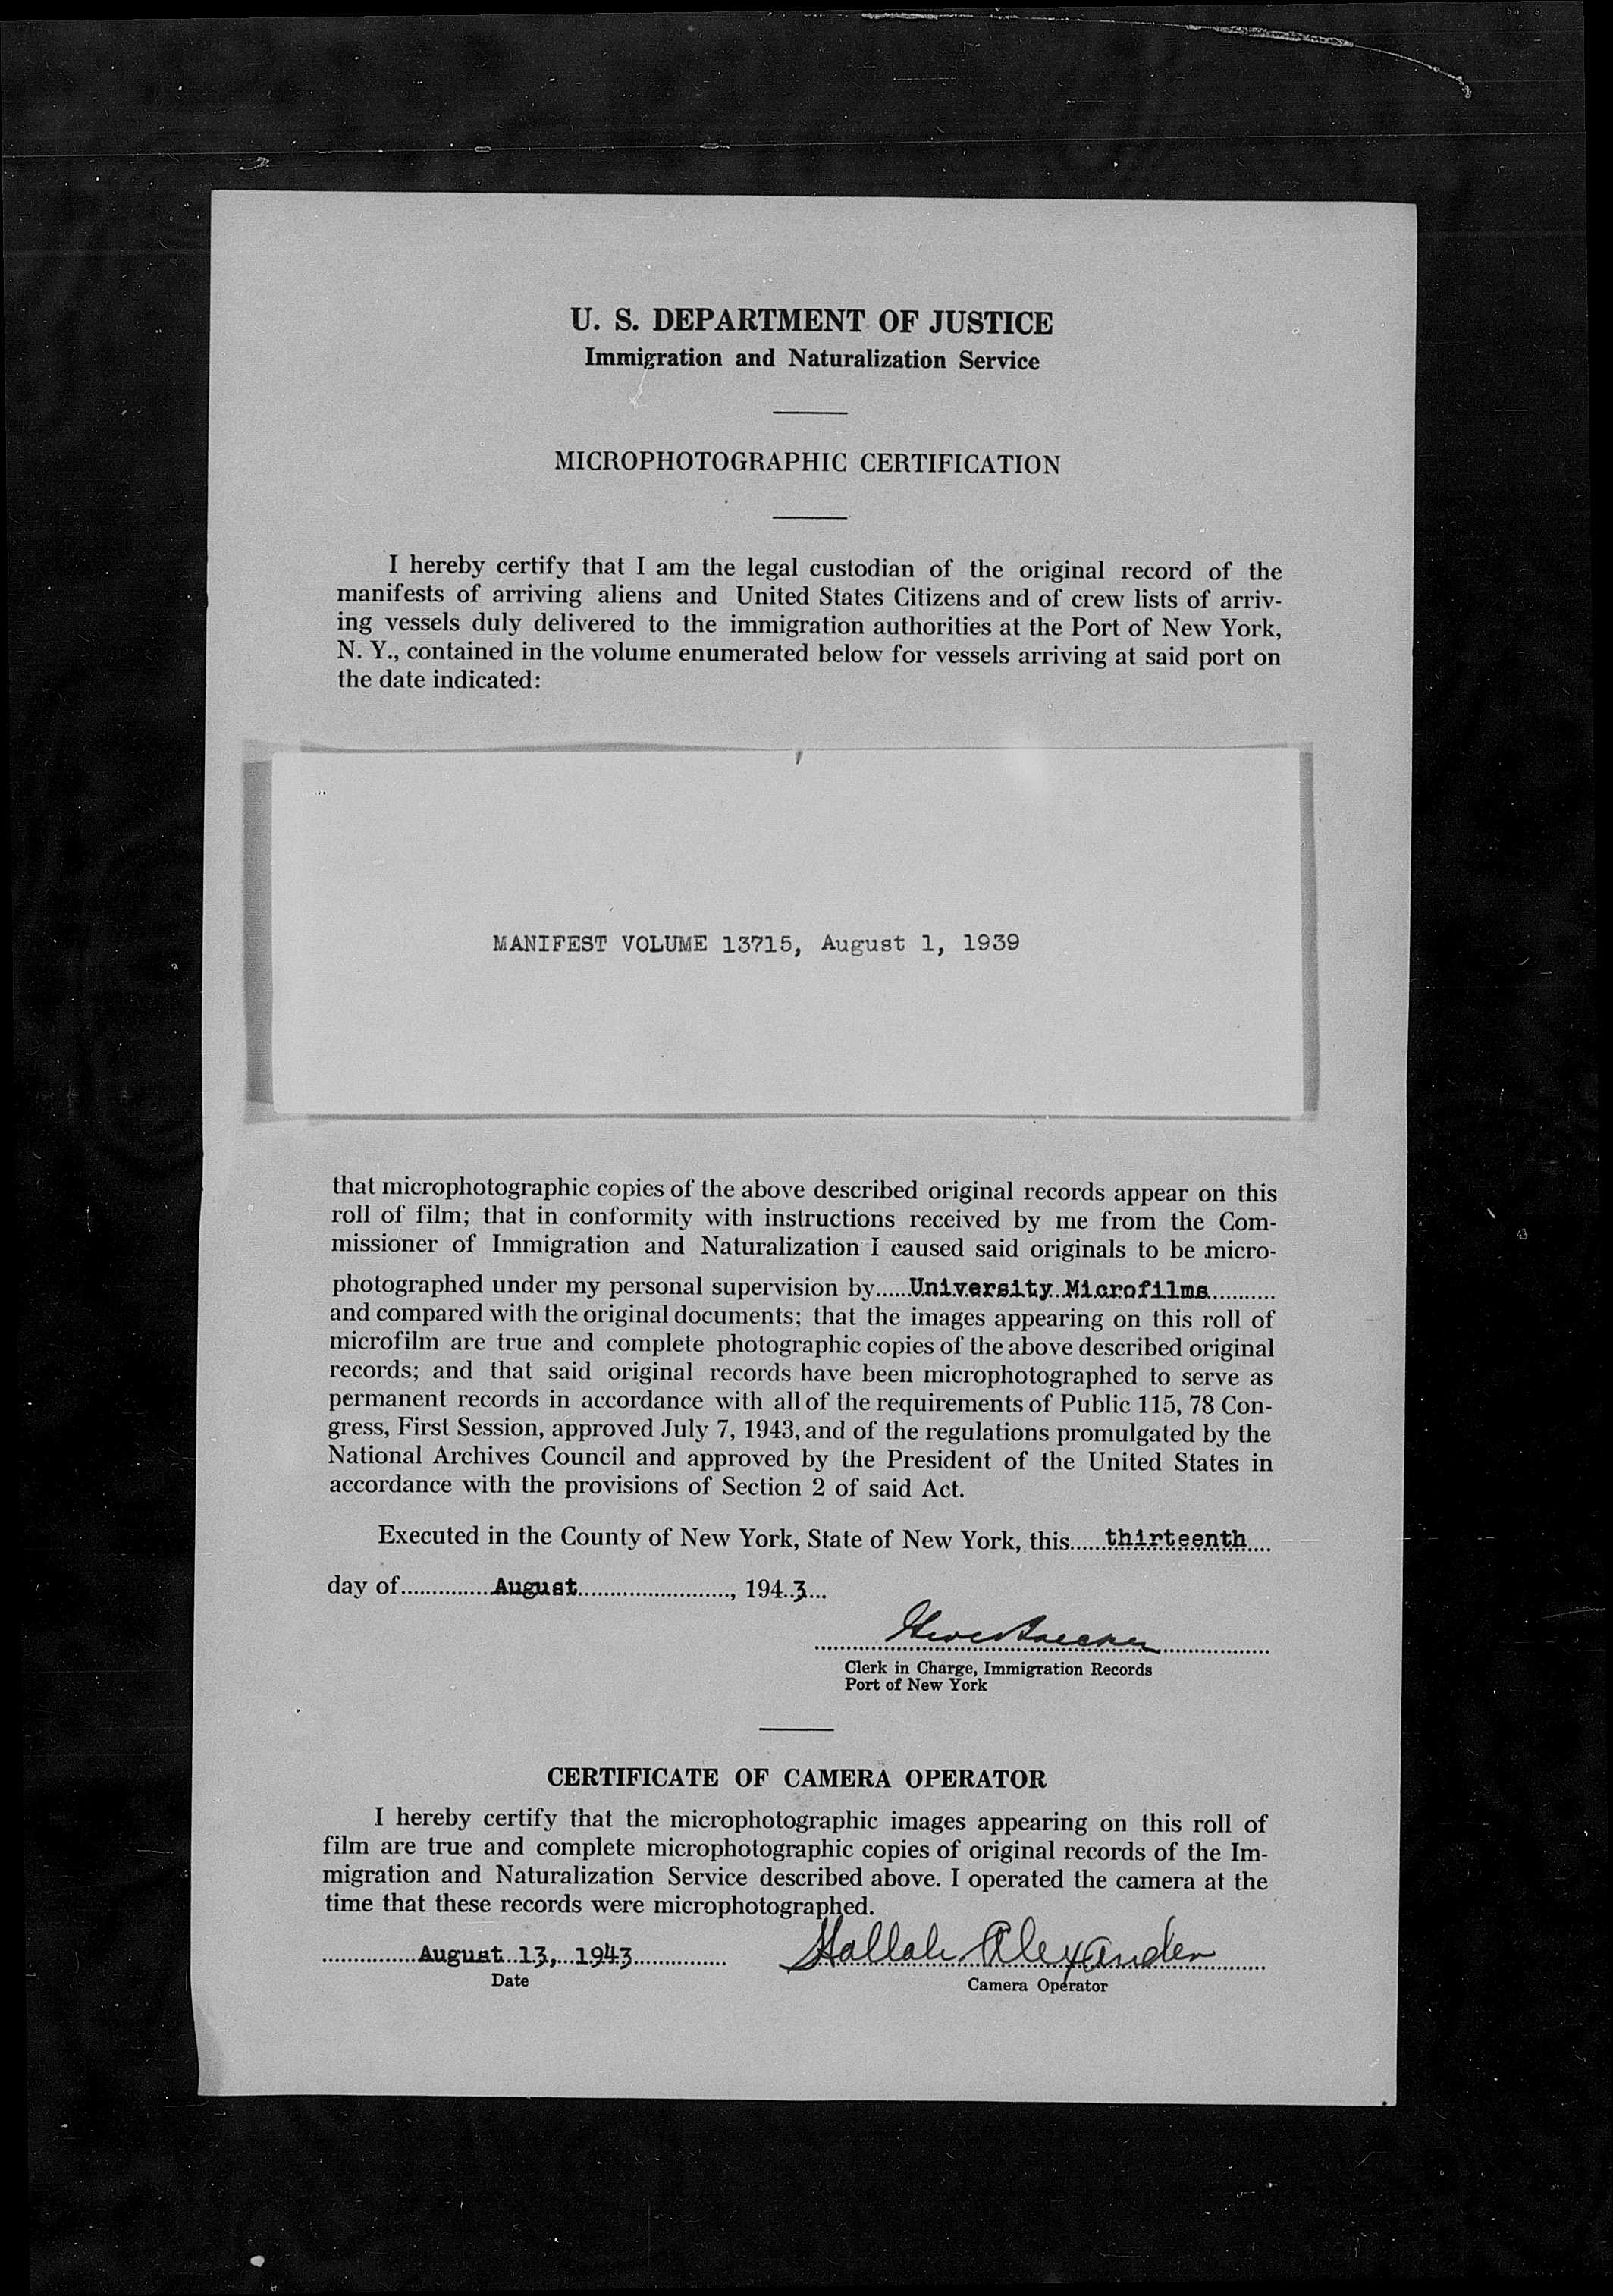 U. S. DEPARTMENT OF JUSTICE
Immigration and Naturalization Service
MICROPHOTOGRAPHIC CERTIFICATION
I hereby certify that I am the legal custodian of the original record of the
manifests of arriving aliens and United States Citizens and of crew lists of arriv-
ing vessels duly delivered to the immigration authorities at the Port of New York,
N. Y., contained in the volume enumerated below for vessels arriving at said port on
the date indicated:
MANIFEST VOLUME 13715, August 1, 1939
that microphotographic copies of the above described original records appear on this
roll of film; that in conformity with instructions received by me from the Com-
missioner of Immigration and Naturalization I caused said originals to be micro-
photographed under my personal supervision by......University Microfilms...........
and compared with the original documents; that the images appearing on this roll of
microfilm are true and complete photographic copies of the above described original
records; and that said original records have been microphotographed to serve as
permanent records in accordance with all of the requirements of Public 115, 78 Con-
gress, First Session, approved July 7, 1943, and of the regulations promulgated by the
National Archives Council and approved by the President of the United States in
accordance with the provisions of Section 2 of said Act.
Executed in the County of New York, State of New York, this......thirteenth....
day of...............August........................, 194..3...
Clerk in Charge, Immigration Records
Port of New York
CERTIFICATE OF CAMERA OPERATOR
I hereby certify that the microphotographic images appearing on this roll of
film are true and complete microphotographic copies of original records of the Im-
migration and Naturalization Service described above. I operated the camera at the
time that these records were microphotographed.
August 13, 1943 Alexander
Date
Camera Operator